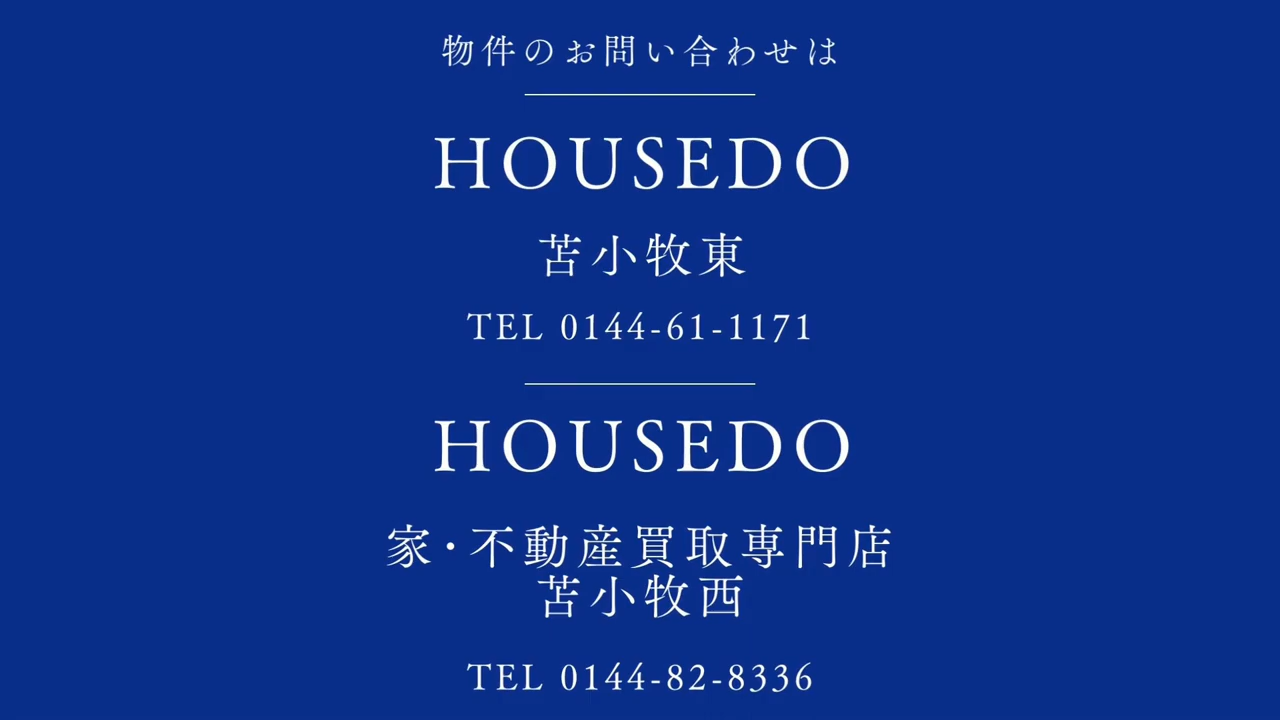 物件のお問い合わせは
HOUSEDO
苫小牧東
TEL 0144-61-1171
HOUSEDO
家・不動産買取専門店
苫小牧西
TEL 0144-82-8336